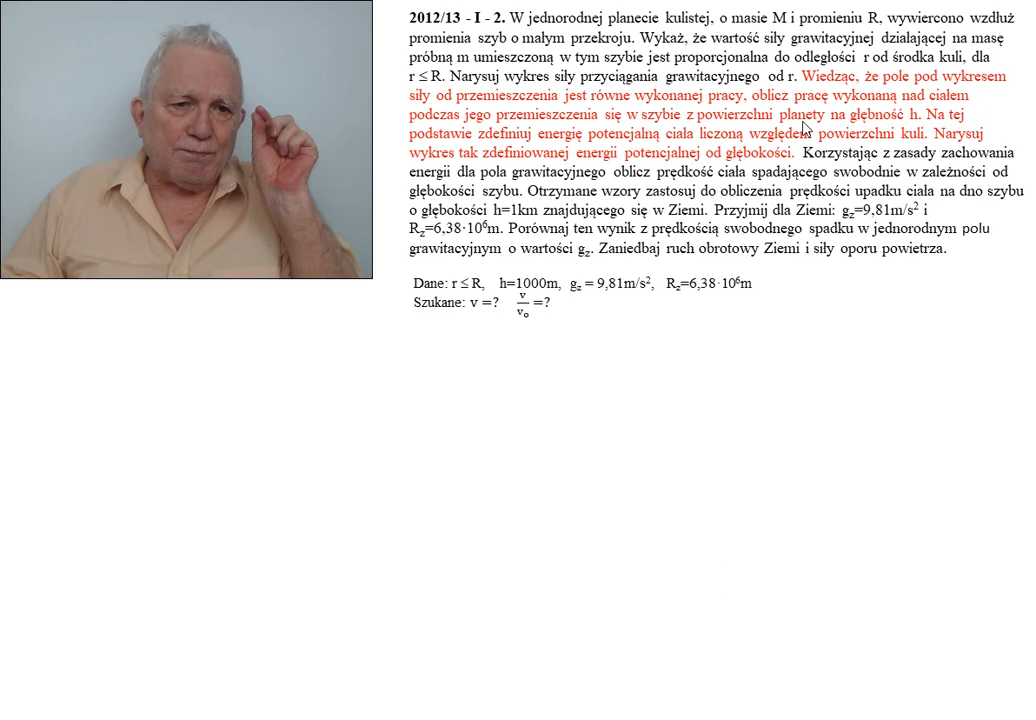 2012/13 - I - 2. W jednorodnej planecie kulistej, o masie M i promieniu R, wywiercono wzdłuż
promienia szyb o małym przekroju. Wykaż, że wartość siły grawitacyjnej działającej na masę
próbną m umieszczoną w tym szybie jest proporcjonalna do odległości r od środka kuli, dla
r ≤ R. Narysuj wykres siły przyciągania grawitacyjnego od r. Wiedząc, że pole pod wykresem
siły od przemieszczenia jest równe wykonanej pracy, oblicz pracę wykonaną nad ciałem
podczas jego przemieszczenia się w szybie z powierzchni planety na głębność h. Na tej
podstawie zdefiniuj energię potencjalną ciała liczoną względem powierzchni kuli. Narysuj
wykres tak zdefiniowanej energii potencjalnej od głębokości. Korzystając z zasady zachowania
energii dla pola grawitacyjnego oblicz prędkość ciała spadającego swobodnie w zależności od
głębokości szybu. Otrzymane wzory zastosuj do obliczenia prędkości upadku ciała na dno szybu
o głębokości h=1km znajdującego się w Ziemi. Przyjmij dla Ziemi: g_z=9,81m/s² i
R_z=6,38·10⁶m. Porównaj ten wynik z prędkością swobodnego spadku w jednorodnym polu
grawitacyjnym o wartości g_z. Zaniedbaj ruch obrotowy Ziemi i siły oporu powietrza.
Dane: r ≤ R, h=1000m, g_z = 9,81m/s², R_z=6,38·10⁶m
Szukane: v =? v/v_o =?